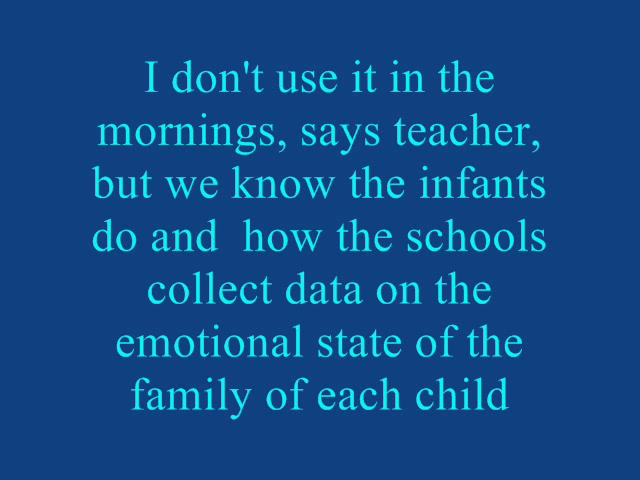 I don't use it in the
mornings, says teacher,
but we know the infants
do and  how the schools
collect data on the
emotional state of the
family of each child